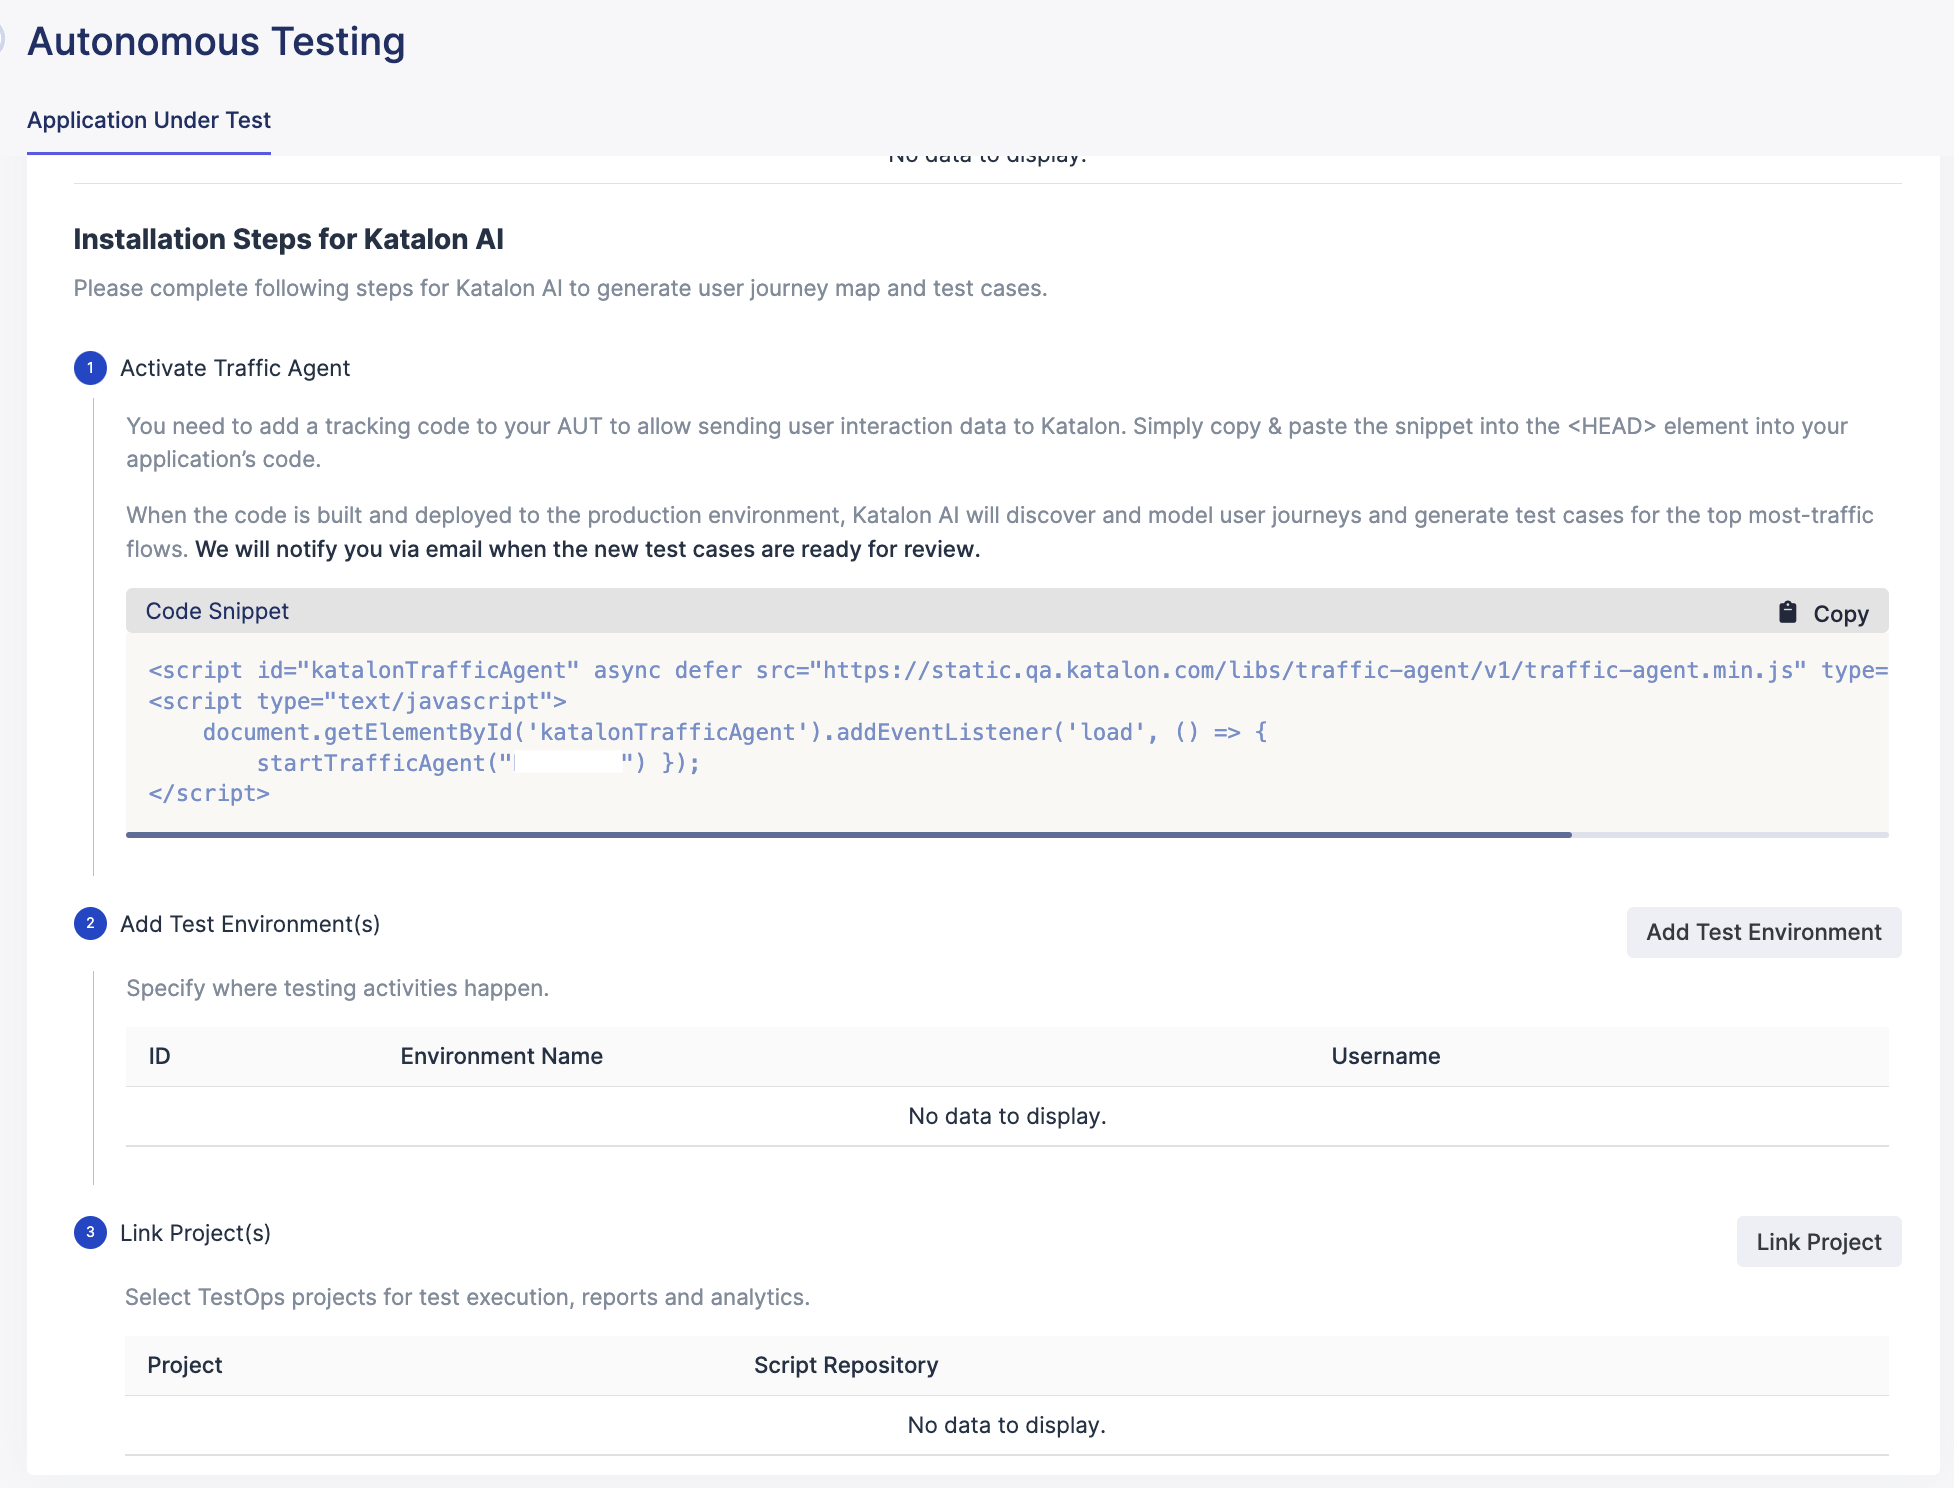 Autonomous Testing
Application Under Test
No data to display.
Installation Steps for Katalon AI
Please complete following steps for Katalon AI to generate user journey map and test cases.
1 Activate Traffic Agent
You need to add a tracking code to your AUT to allow sending user interaction data to Katalon. Simply copy & paste the snippet into the <HEAD> element into your
application’s code.
When the code is built and deployed to the production environment, Katalon AI will discover and model user journeys and generate test cases for the top most-traffic
flows. We will notify you via email when the new test cases are ready for review.
Code Snippet Copy
<script id="katalonTrafficAgent" async defer src="https://static.qa.katalon.com/libs/traffic-agent/v1/traffic-agent.min.js" type=
<script type="text/javascript">
document.getElementById('katalonTrafficAgent').addEventListener('load', () => {
startTrafficAgent("") });
</script>
2 Add Test Environment(s) Add Test Environment
Specify where testing activities happen.
ID Environment Name Username
No data to display.
3 Link Project(s) Link Project
Select TestOps projects for test execution, reports and analytics.
Project Script Repository
No data to display.